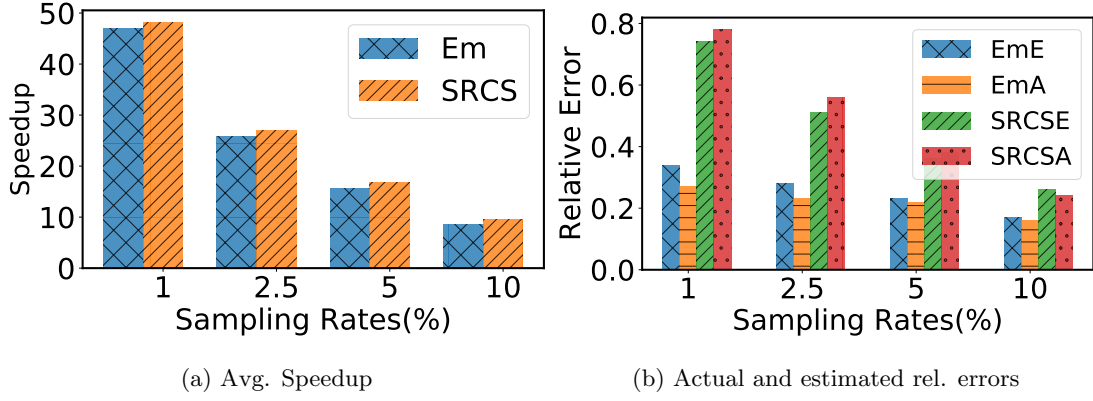 50
40
30
20
10
0
Speedup
Em
SRCS
1 2.5 5 10
Sampling Rates(%)
(a) Avg. Speedup
0.8
0.6
0.4
0.2
0.0
Relative Error
EmE
EmA
SRCSE
SRCSA
1 2.5 5 10
Sampling Rates(%)
(b) Actual and estimated rel. errors